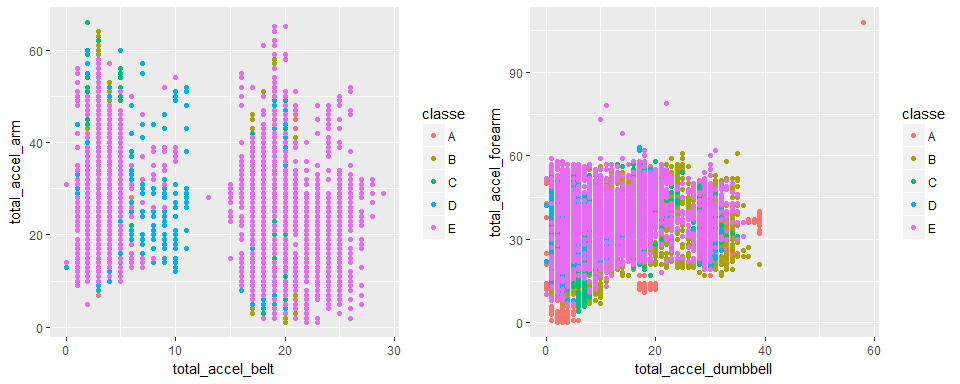 total_accel_arm
60
40
20
0
0
10
20
30
total_accel_belt
classe
A
B
C
D
E
total_accel_forearm
90
60
30
0
0
20
40
60
total_accel_dumbbell
classe
A
B
C
D
E